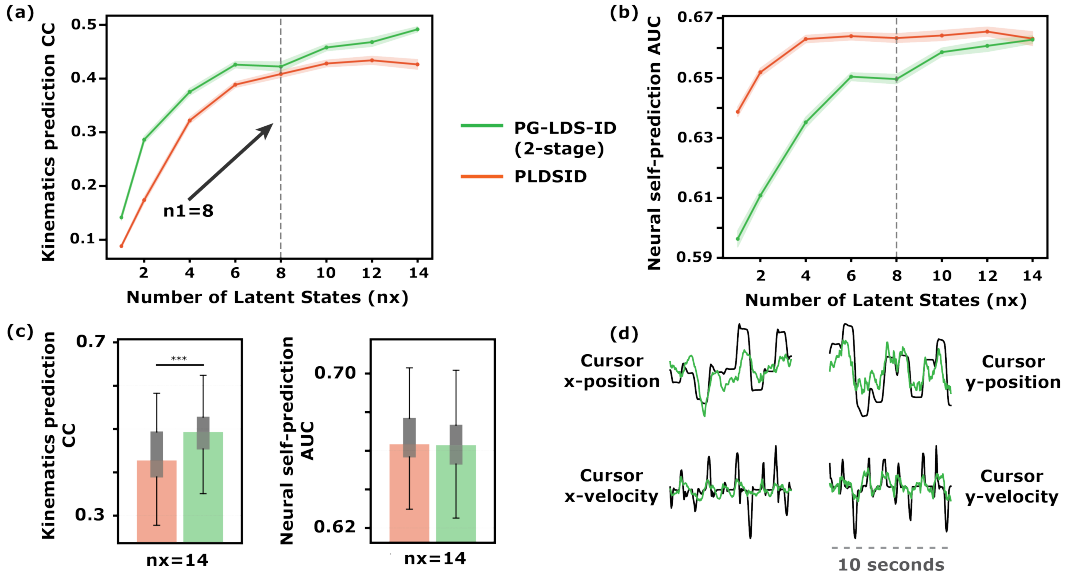 (a)
Kinematics prediction CC
0.5
0.4
0.3
0.2
0.1
n1=8
2 4 6 8 10 12 14
Number of Latent States (nx)
PG-LDS-ID
(2-stage)
PLDSID
(b)
Neural self-prediction AUC
0.67
0.65
0.63
0.61
0.59
2 4 6 8 10 12 14
Number of Latent States (nx)
(c)
Kinematics prediction
CC
0.7
0.3
***
nx=14
Neural self-prediction
AUC
0.70
0.62
nx=14
(d)
Cursor
x-position
Cursor
y-position
Cursor
x-velocity
Cursor
y-velocity
10 seconds